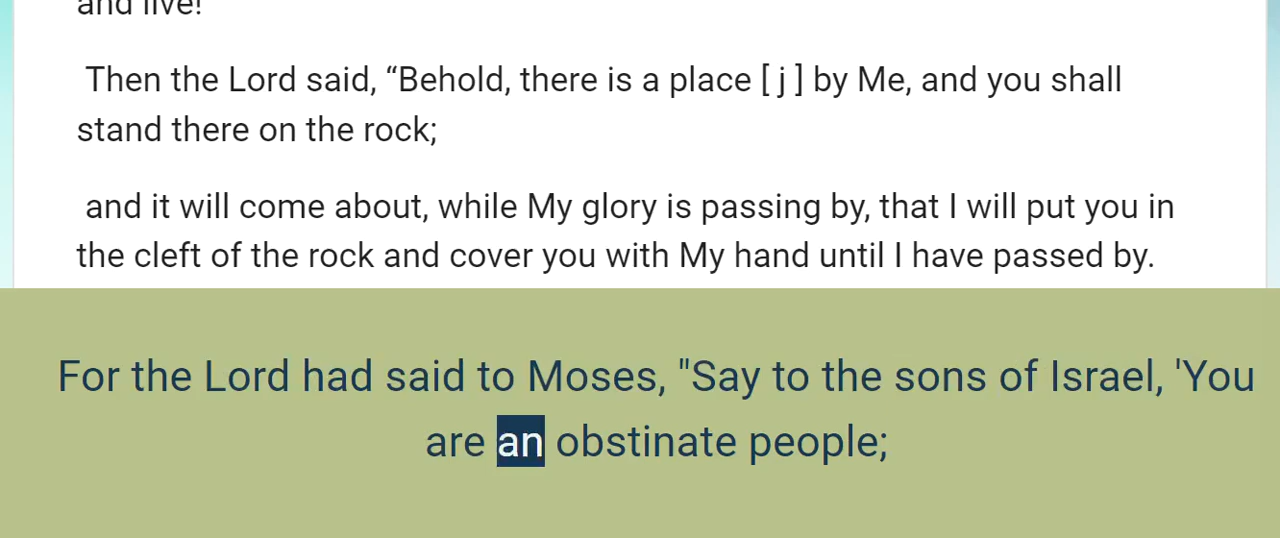 and live!
Then the Lord said, “Behold, there is a place [ j ] by Me, and you shall
stand there on the rock;
and it will come about, while My glory is passing by, that I will put you in
the cleft of the rock and cover you with My hand until I have passed by.
For the Lord had said to Moses, "Say to the sons of Israel, 'You
are an obstinate people;